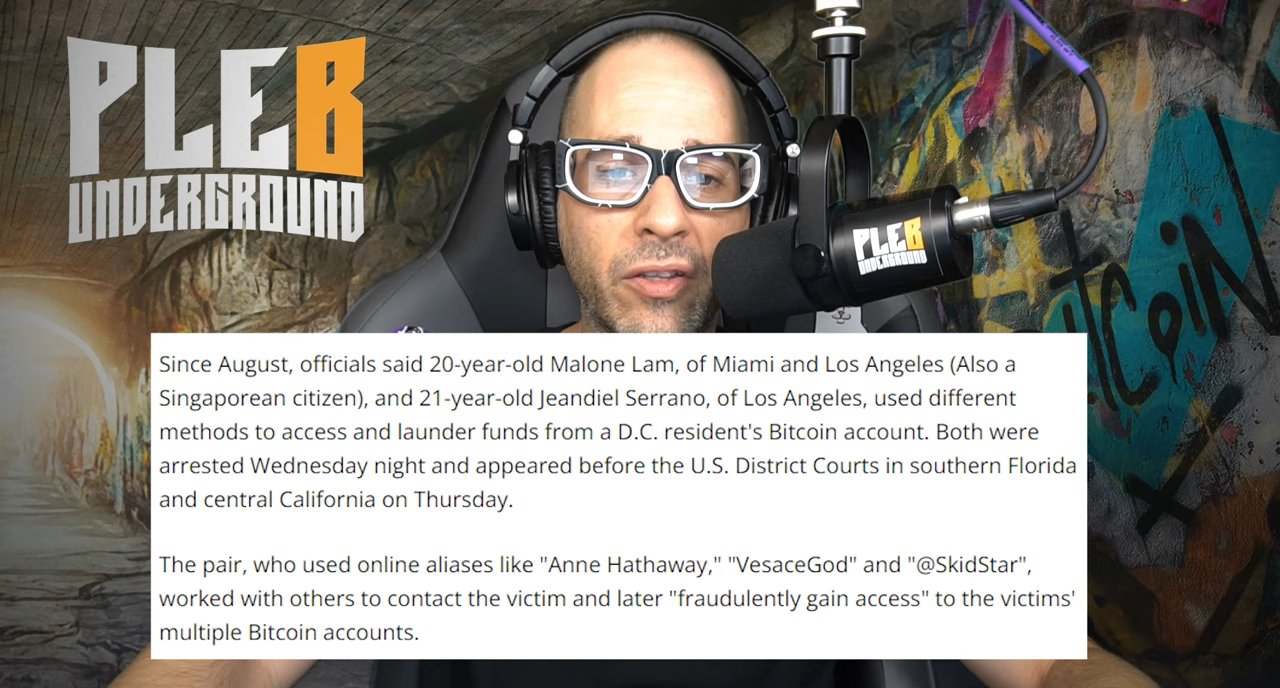 PLEB
UNDERGROUND
PLEB
UNDERGROUND
Since August, officials said 20-year-old Malone Lam, of Miami and Los Angeles (Also a
Singaporean citizen), and 21-year-old Jeandiel Serrano, of Los Angeles, used different
methods to access and launder funds from a D.C. resident's Bitcoin account. Both were
arrested Wednesday night and appeared before the U.S. District Courts in southern Florida
and central California on Thursday.
The pair, who used online aliases like "Anne Hathaway," "VesaceGod" and "@SkidStar",
worked with others to contact the victim and later "fraudulently gain access" to the victims'
multiple Bitcoin accounts.